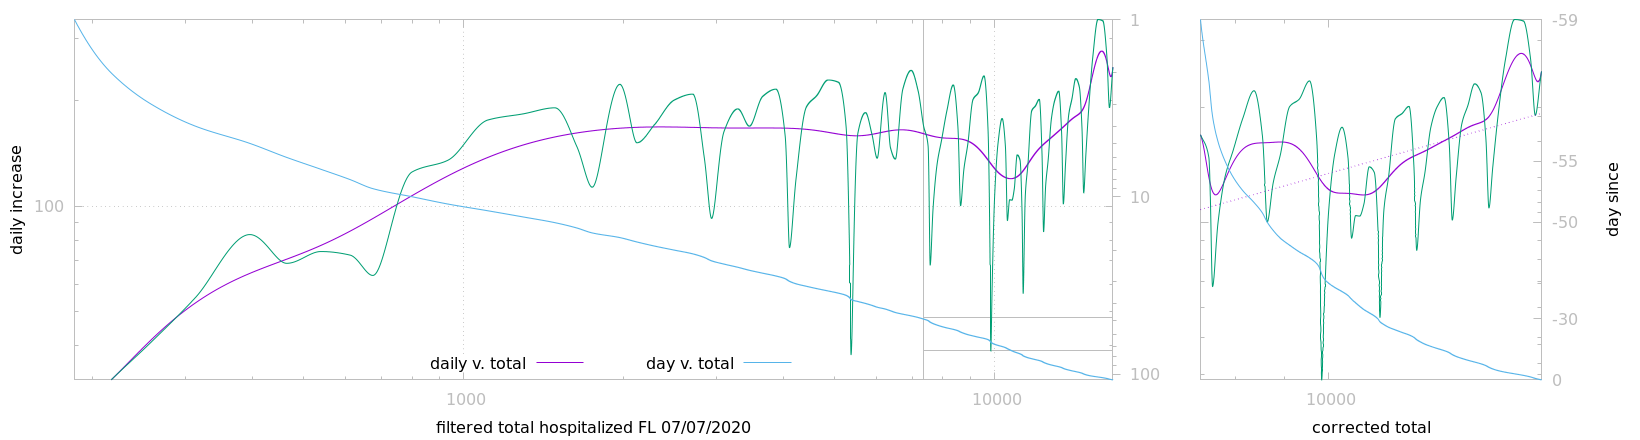 1
-59
daily increase
100
10
100
-55
-50
-30
0
day since
daily v. total
day v. total
1000
10000
10000
filtered total hospitalized FL 07/07/2020
corrected total